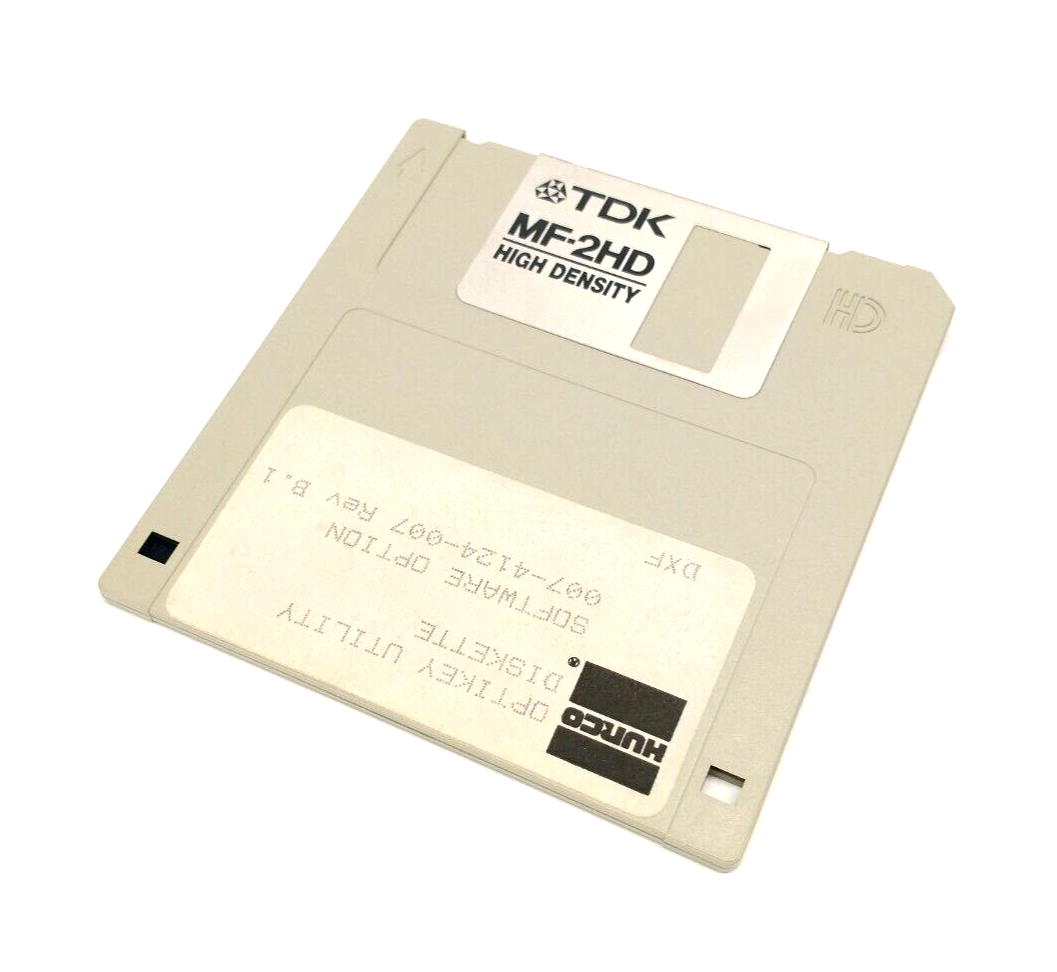 TDK
MF-2HD
HIGH DENSITY
HD
HURCO®
OPTIKEY UTILITY
DISKETTE
SOFTWARE OPTION
007-4124-007 Rev B.1
DXF